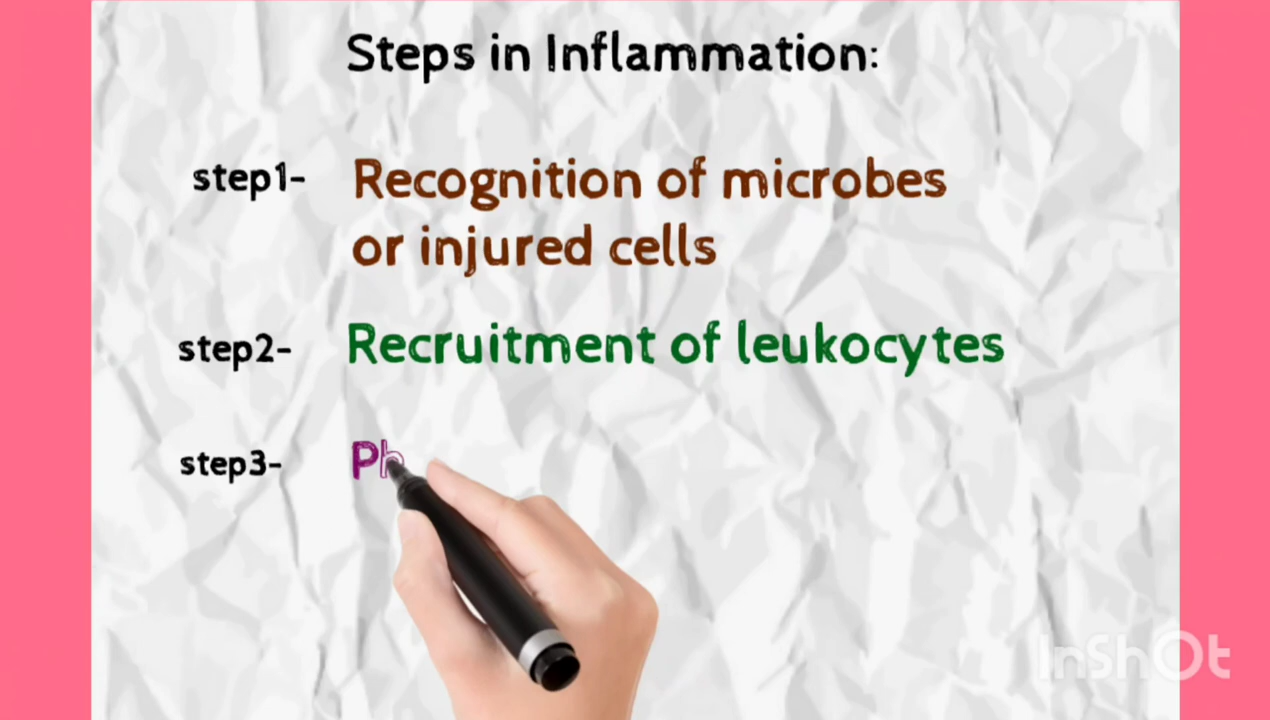 Steps in Inflammation:
step1- Recognition of microbes
or injured cells
step2- Recruitment of leukocytes
step3- Ph
InShOt